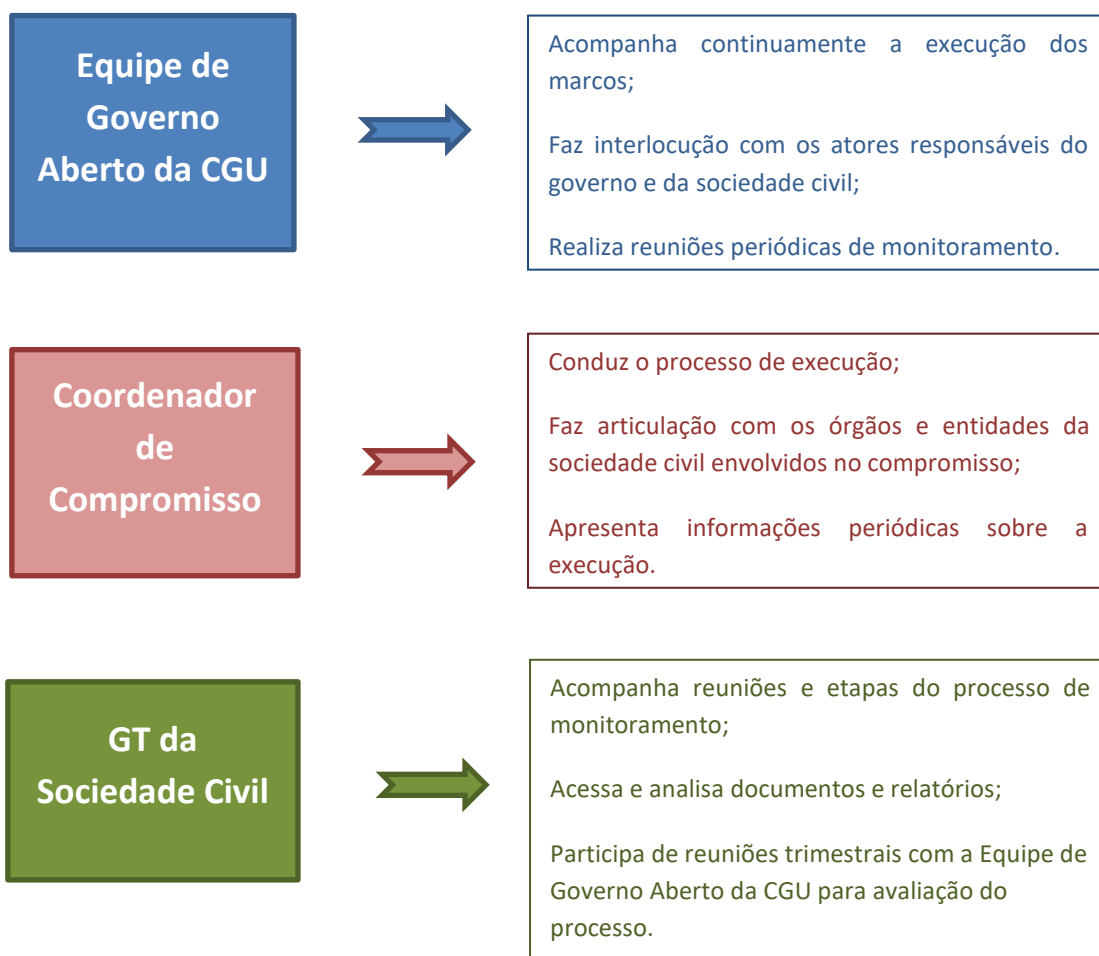 Equipe de
Governo
Aberto da CGU
Acompanha continuamente a execução dos
marcos;
Faz interlocução com os atores responsáveis do
governo e da sociedade civil;
Realiza reuniões periódicas de monitoramento.
Coordenador
de
Compromisso
Conduz o processo de execução;
Faz articulação com os órgãos e entidades da
sociedade civil envolvidos no compromisso;
Apresenta informações periódicas sobre a
execução.
GT da
Sociedade Civil
Acompanha reuniões e etapas do processo de
monitoramento;
Acessa e analisa documentos e relatórios;
Participa de reuniões trimestrais com a Equipe de
Governo Aberto da CGU para avaliação do
processo.